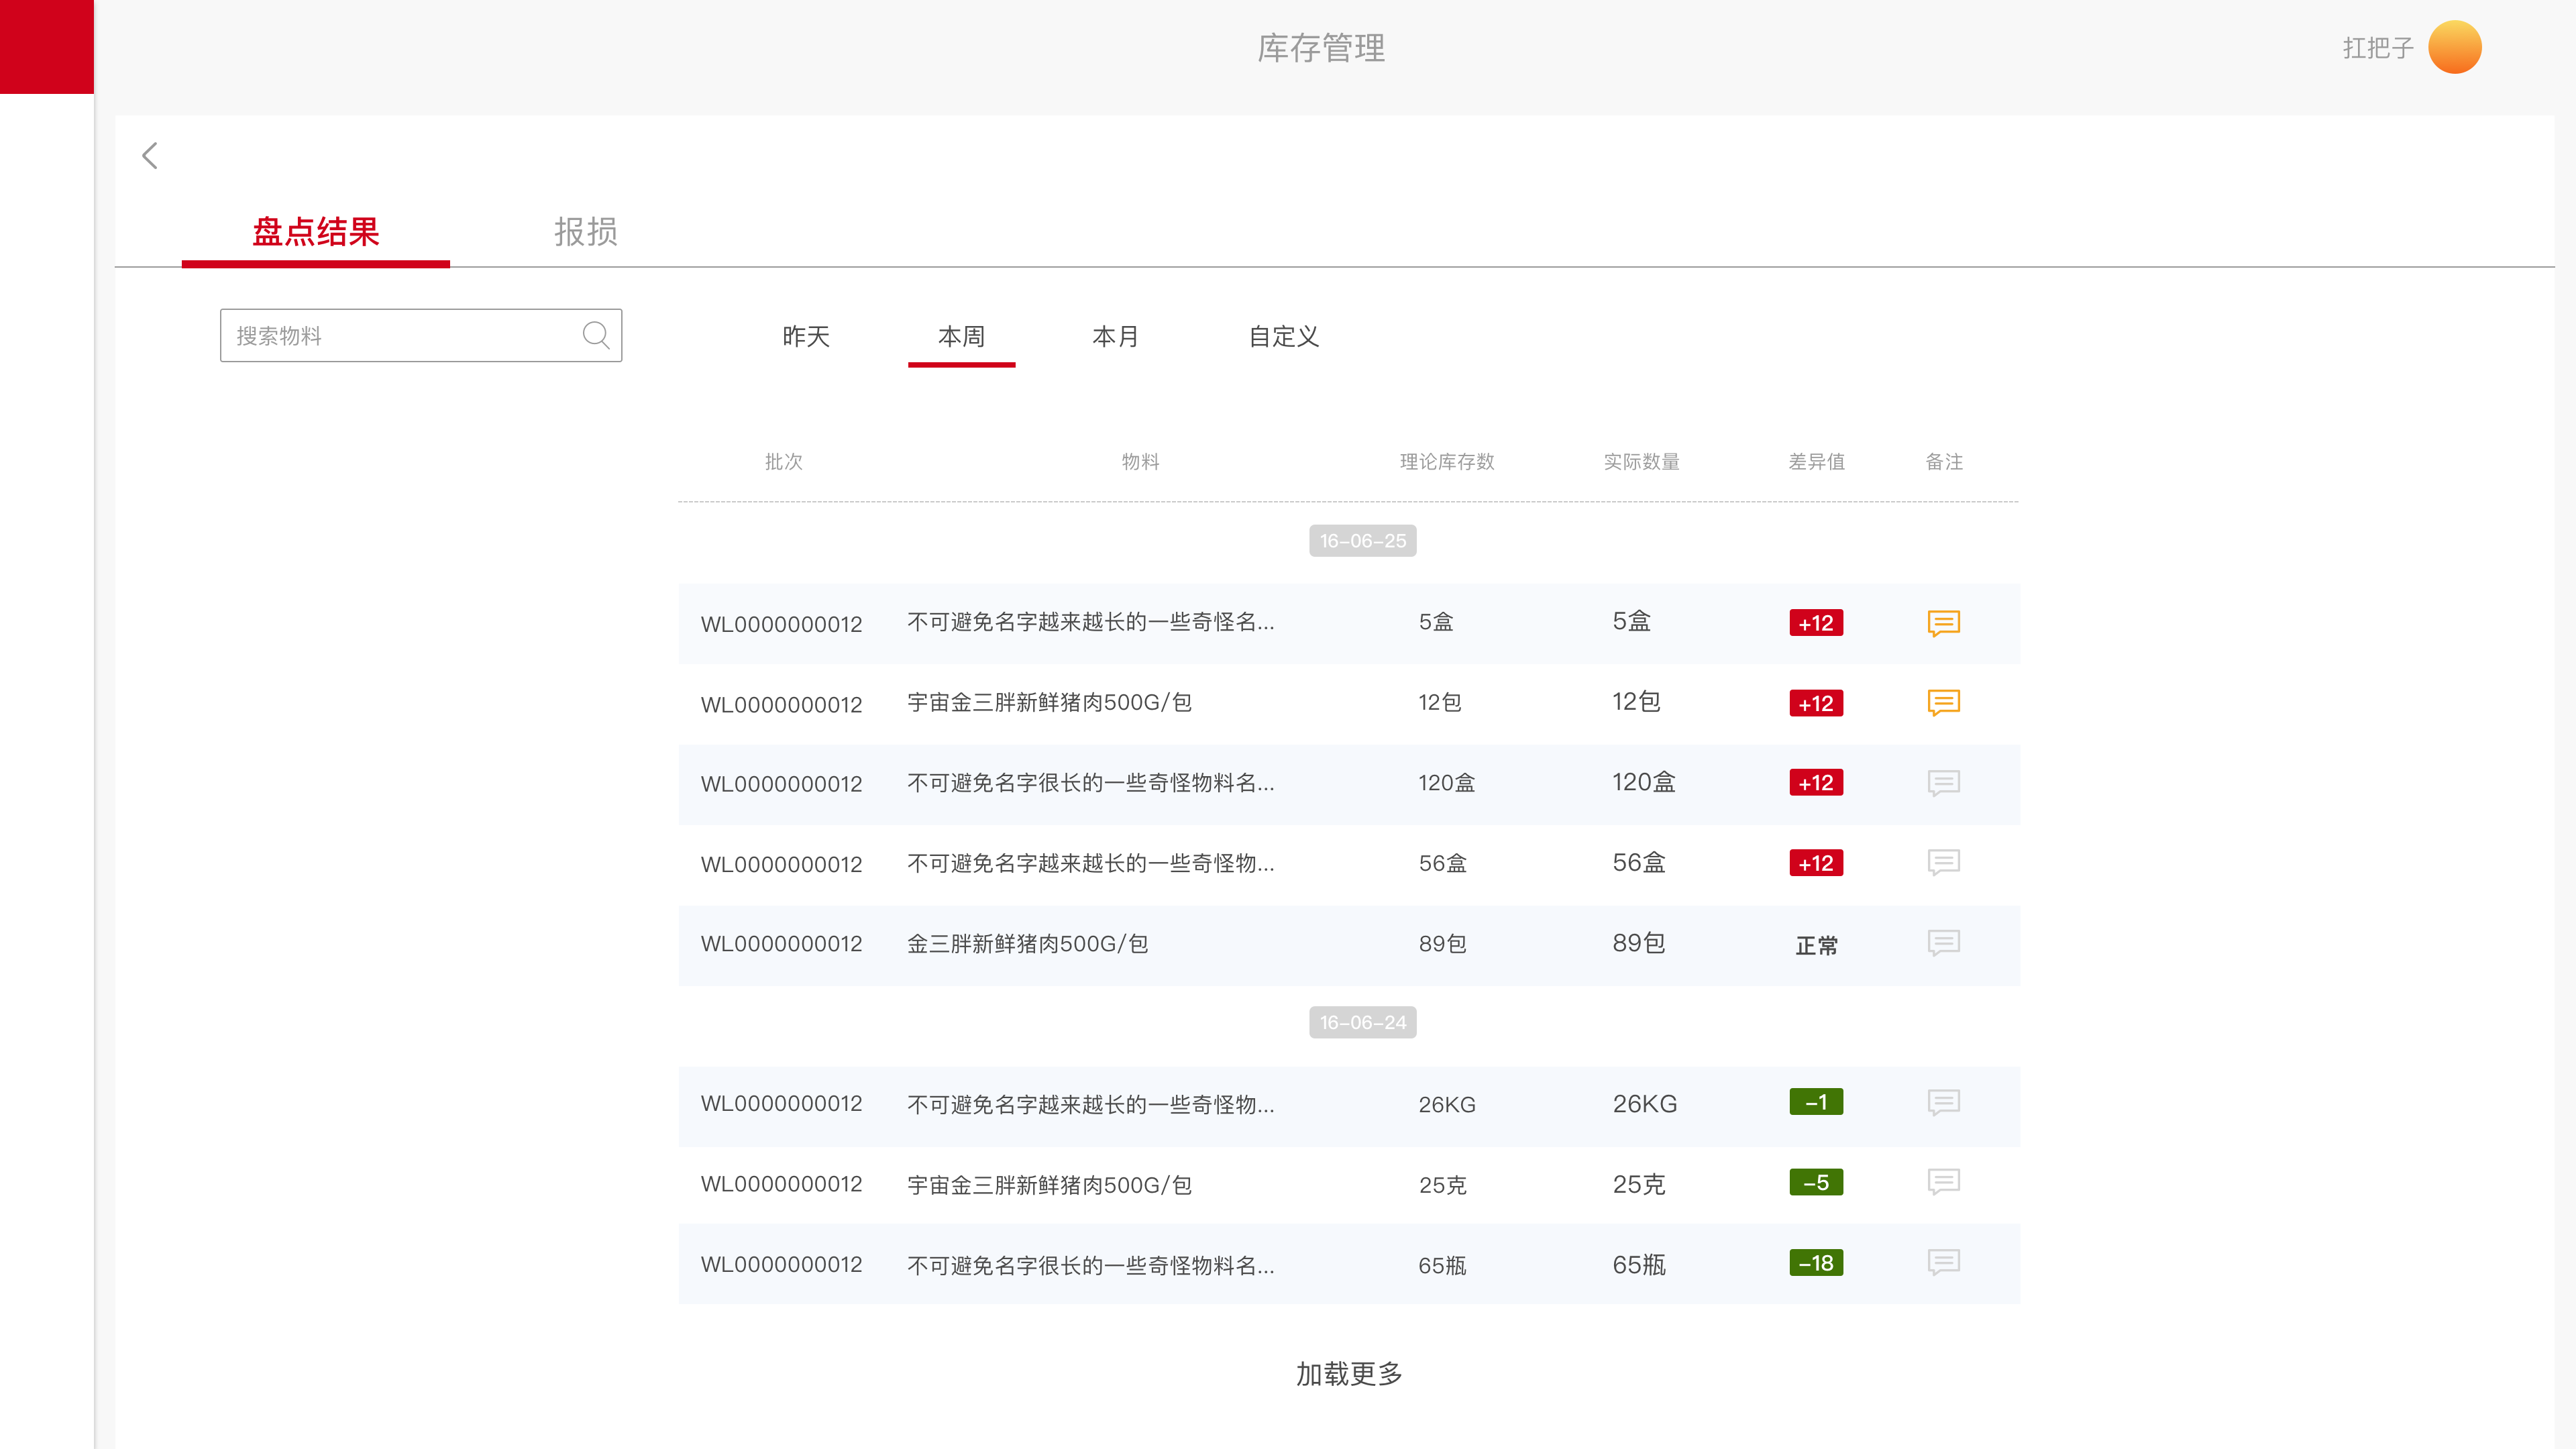 库存管理
扛把子
盘点结果 报损
搜索物料
昨天 本周 本月 自定义
批次 物料 理论库存数 实际数量 差异值 备注
16-06-25
WL0000000012 不可避免名字越来越长的一些奇怪名... 5盒 5盒 +12
WL0000000012 宇宙金三胖新鲜猪肉500G/包 12包 12包 +12
WL0000000012 不可避免名字很长的一些奇怪物料名... 120盒 120盒 +12
WL0000000012 不可避免名字越来越长的一些奇怪物... 56盒 56盒 +12
WL0000000012 金三胖新鲜猪肉500G/包 89包 89包 正常
16-06-24
WL0000000012 不可避免名字越来越长的一些奇怪物... 26KG 26KG -1
WL0000000012 宇宙金三胖新鲜猪肉500G/包 25克 25克 -5
WL0000000012 不可避免名字很长的一些奇怪物料名... 65瓶 65瓶 -18
加载更多